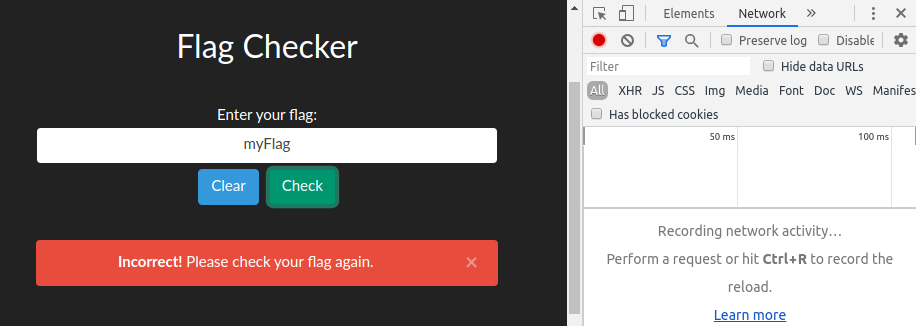 Flag Checker
Enter your flag:
myFlag
Clear Check
Incorrect! Please check your flag again. ×
Elements Network »
Preserve log Disable
Filter Hide data URLs
All XHR JS CSS Img Media Font Doc WS Manifes
Has blocked cookies
50 ms 100 ms
Recording network activity…
Perform a request or hit Ctrl+R to record the
reload.
Learn more